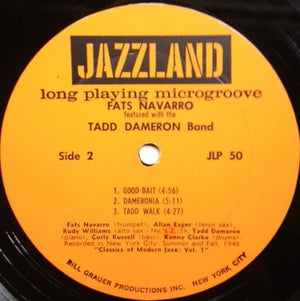 JAZZLAND
long playing microgroove
FATS NAVARRO
featured with the
TADD DAMERON Band
Side 2 JLP 50
1. GOOD BAIT (4:56)
2. DAMERONIA (5:11)
3. TADD WALK (4:27)
Fats Navarro (trumpet), Allan Eager (tenor sax),
Rudy Williams (alto sax - No.'s 2, 3), Tadd Dameron
(piano), Curly Russell (bass), Kenny Clarke (drums).
Recorded in New York City; Summer and Fall, 1948
"Classics of Modern Jazz: Vol. 1"
BILL GRAUER PRODUCTIONS INC. NEW YORK CITY